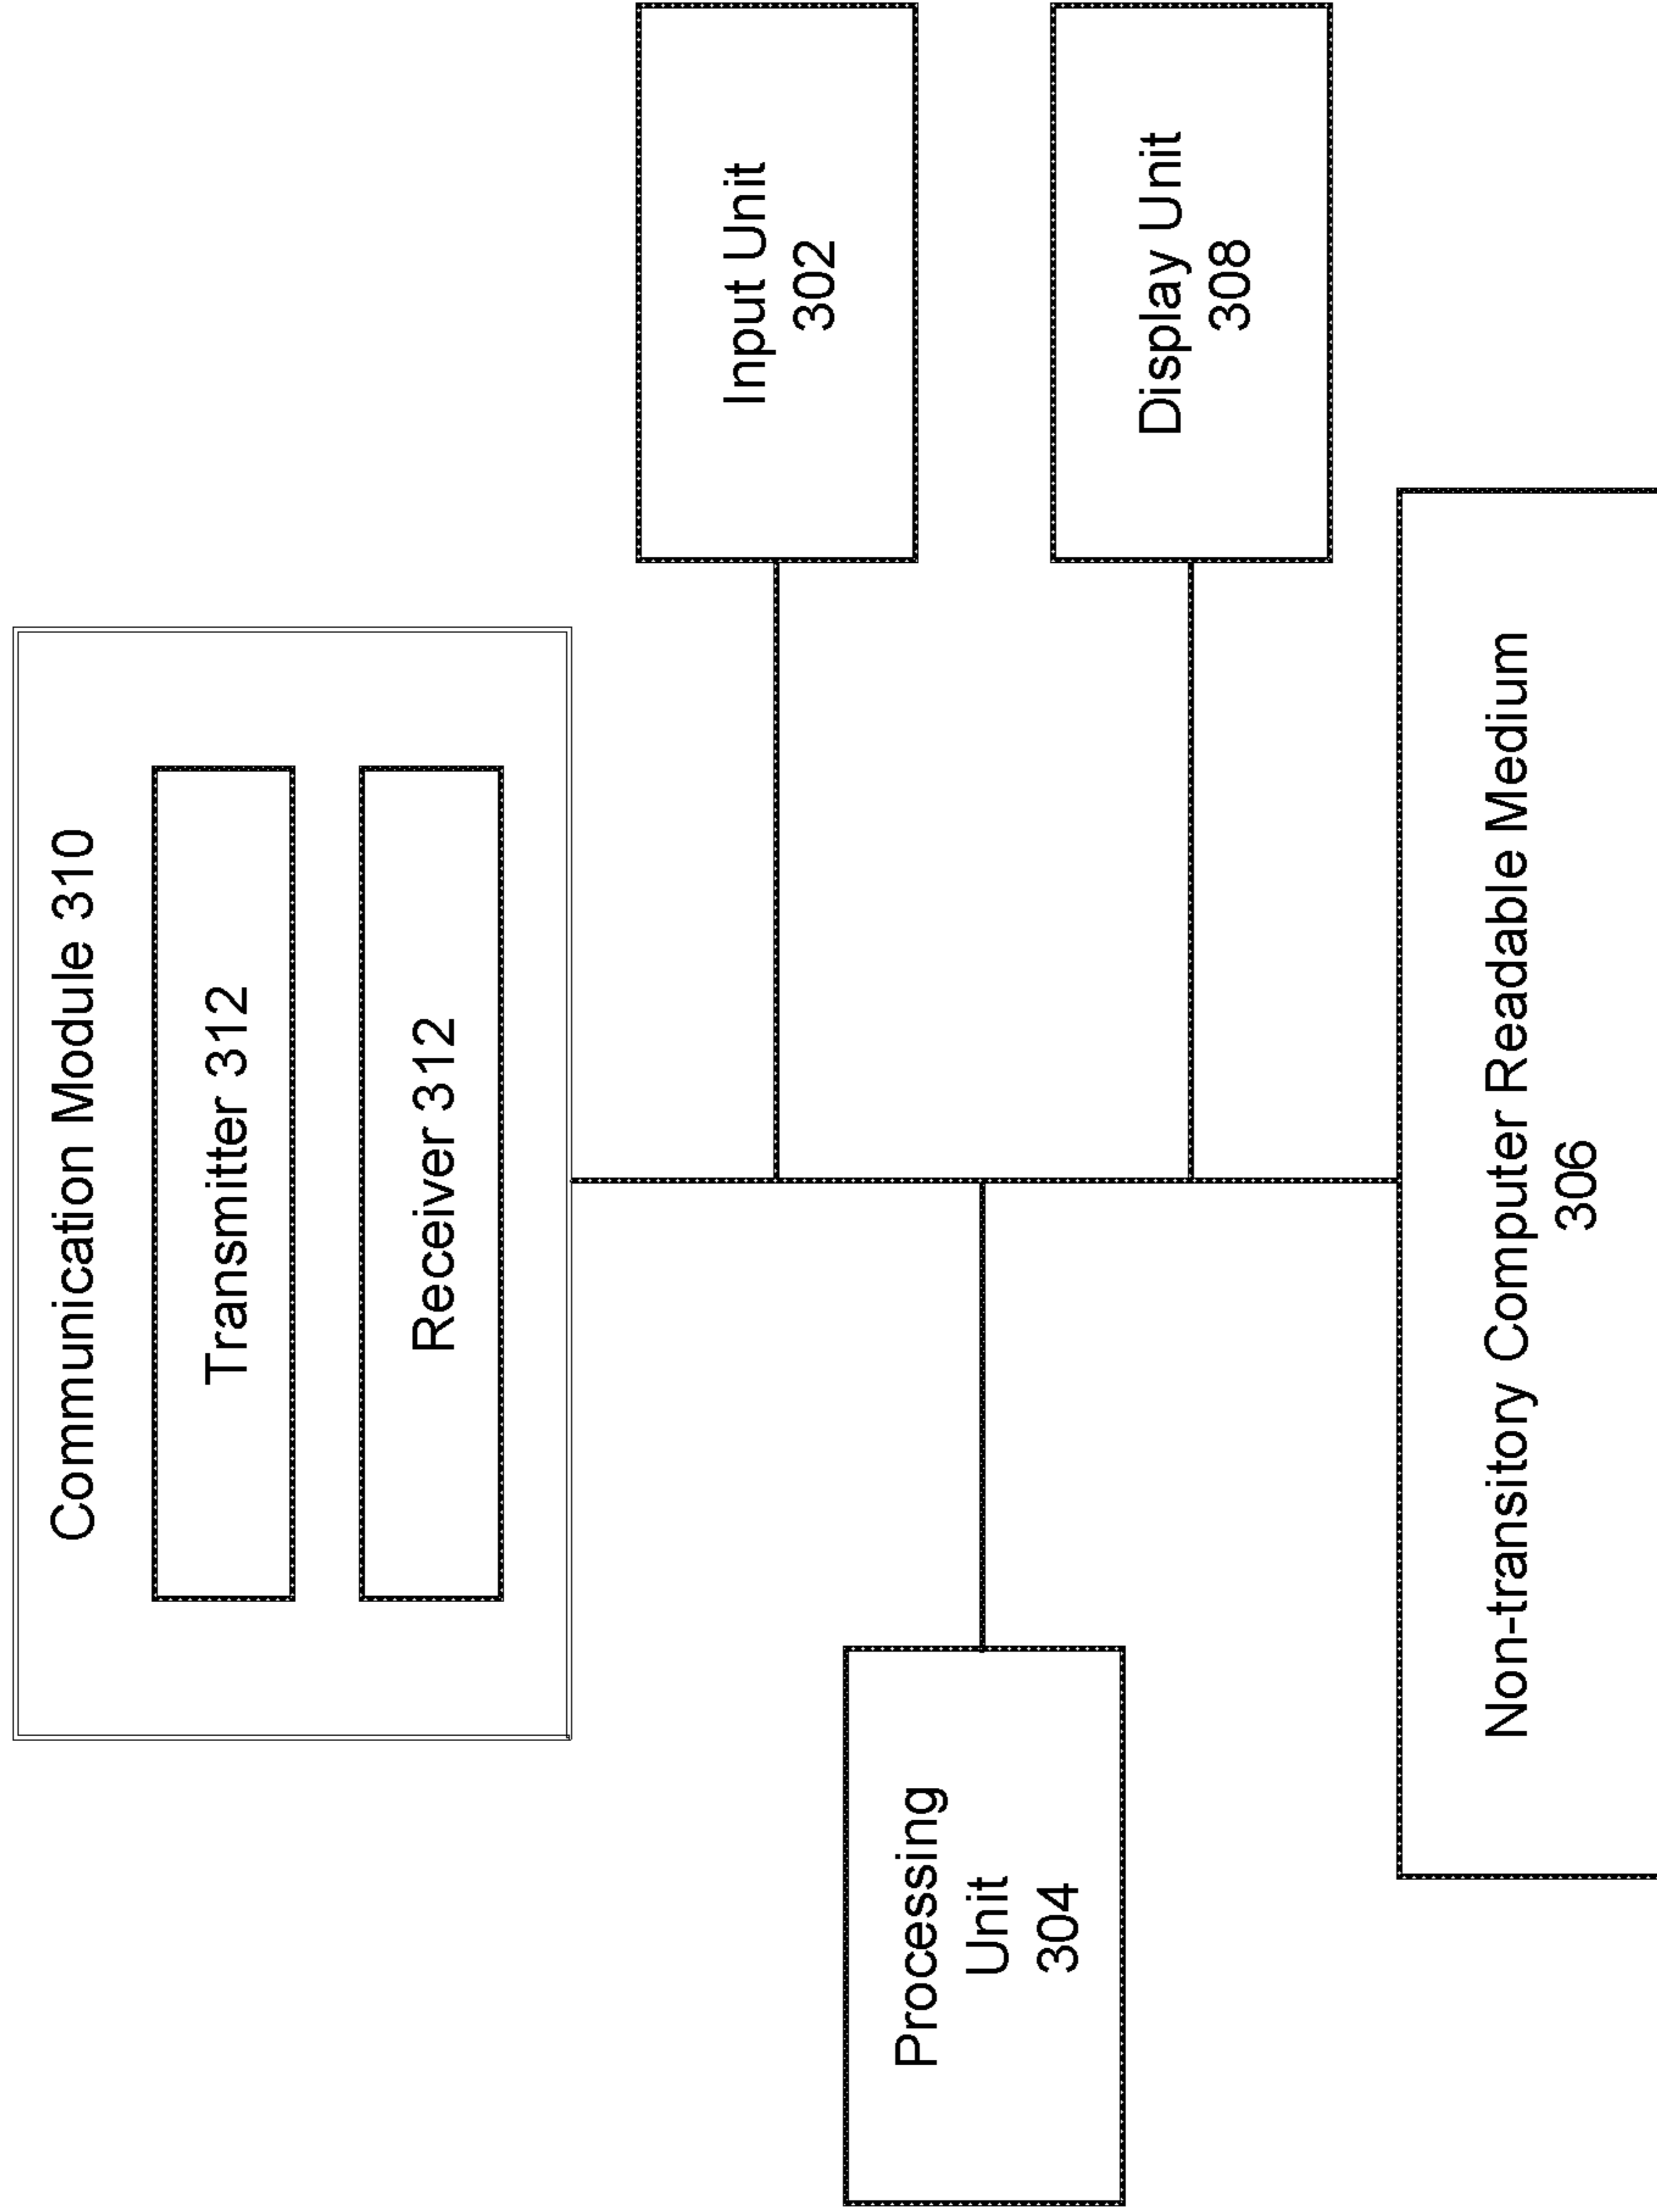 Communication Module 310
Transmitter 312
Receiver 312
Input Unit
302
Processing
Unit
304
Display Unit
308
Non-transitory Computer Readable Medium
306